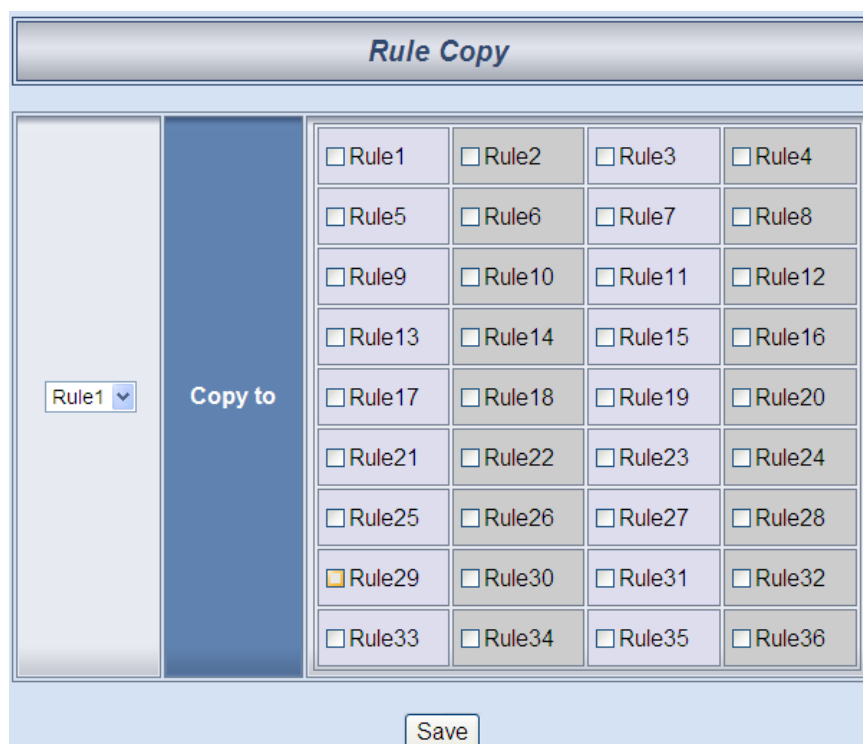 Rule Copy
Rule1 Rule2 Rule3 Rule4
Rule5 Rule6 Rule7 Rule8
Rule9 Rule10 Rule11 Rule12
Rule13 Rule14 Rule15 Rule16
Rule1 Copy to Rule17 Rule18 Rule19 Rule20
Rule21 Rule22 Rule23 Rule24
Rule25 Rule26 Rule27 Rule28
Rule29 Rule30 Rule31 Rule32
Rule33 Rule34 Rule35 Rule36
Save